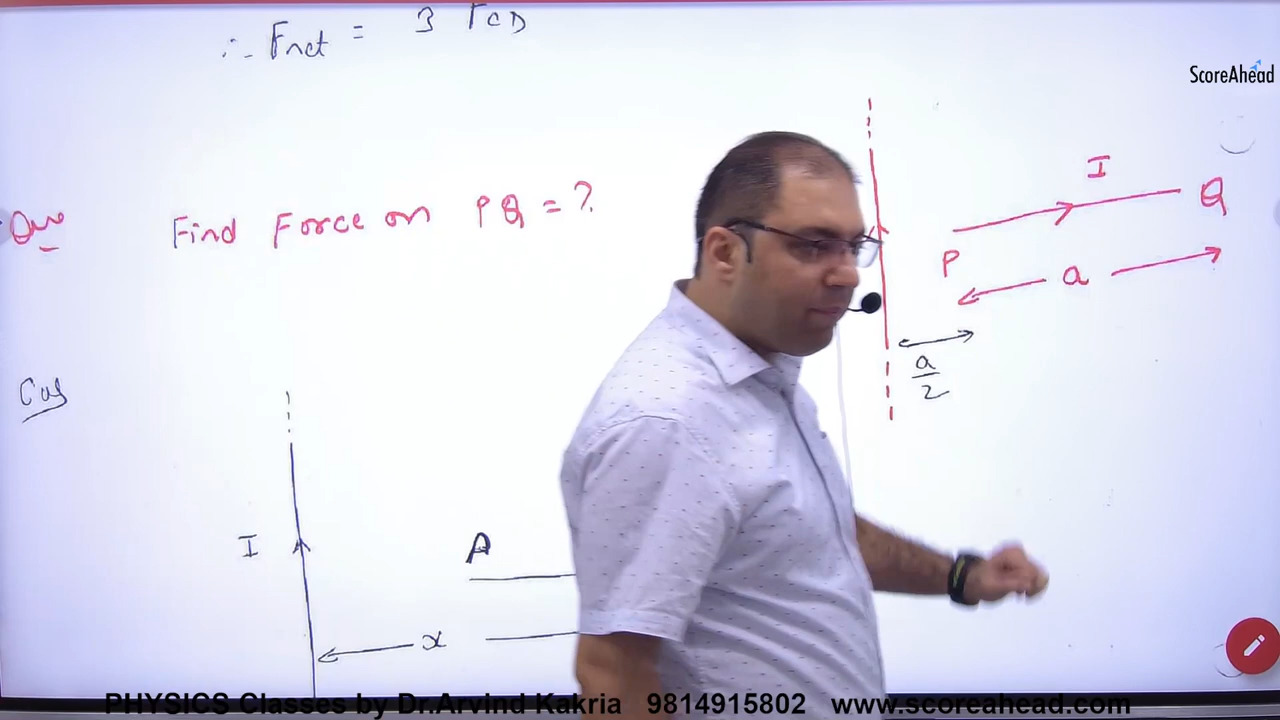 ∴ Fnet = 3 FCD
ScoreAhead
Que Find Force on PQ = ?
I
Q
P
a
a/2
I
A
x
PHYSICS Classes by Dr.Arvind Kakria 9814915802 www.scoreahead.com